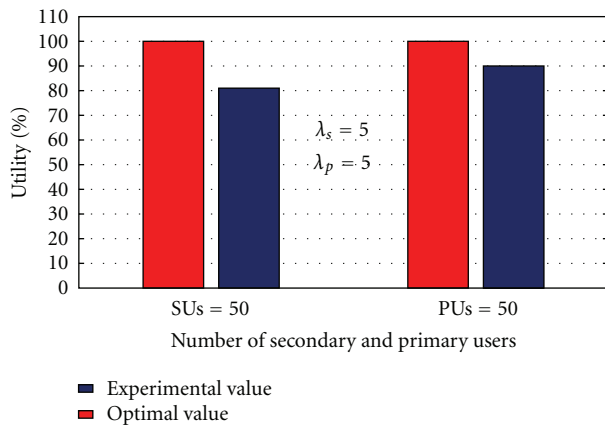 110
100
90
80
70
60
50
40
30
20
10
0
Utility (%)
λs = 5
λp = 5
SUs = 50
PUs = 50
Number of secondary and primary users
Experimental value
Optimal value